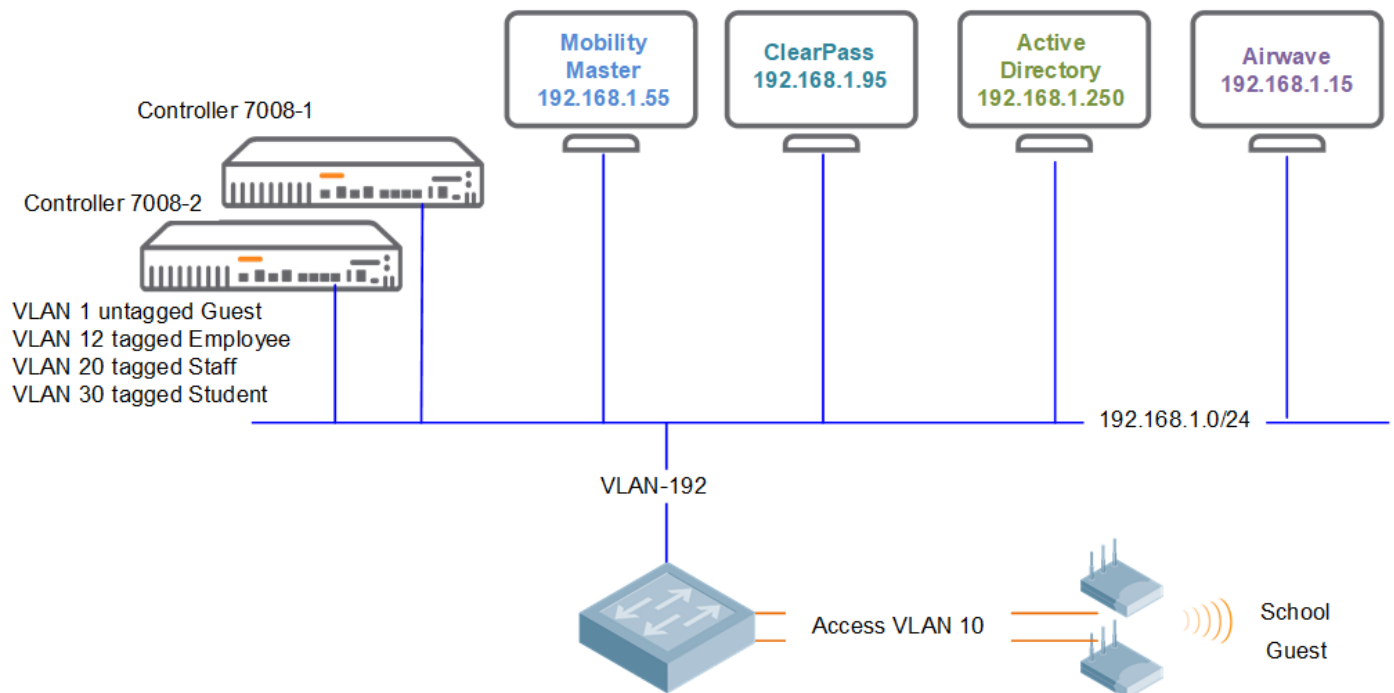 Mobility
Master
192.168.1.55
ClearPass
192.168.1.95
Active
Directory
192.168.1.250
Airwave
192.168.1.15
Controller 7008-1
Controller 7008-2
VLAN 1 untagged Guest
VLAN 12 tagged Employee
VLAN 20 tagged Staff
VLAN 30 tagged Student
192.168.1.0/24
VLAN-192
Access VLAN 10
School
Guest